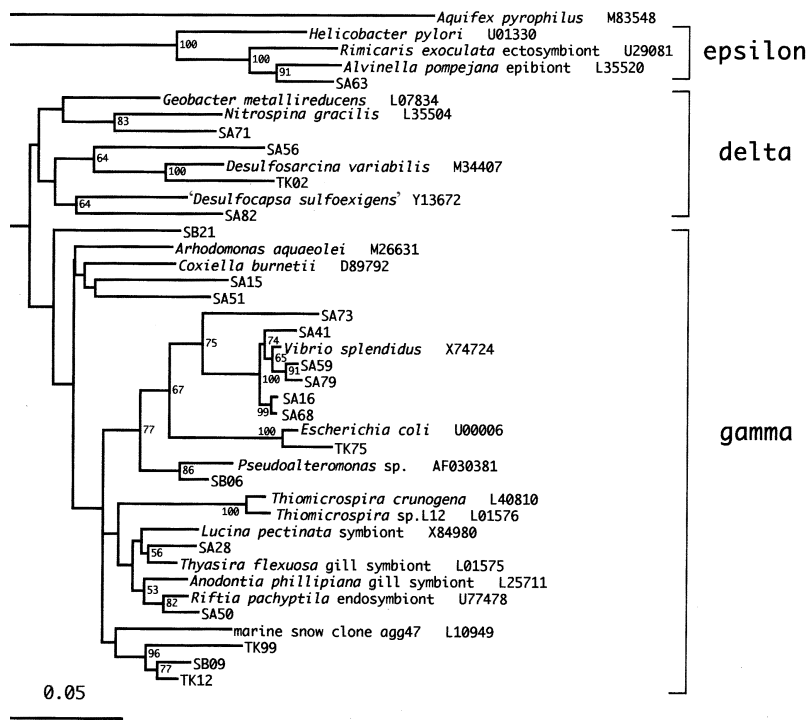 Aquifex pyrophilus M83548
Helicobacter pylori U01330
100
Rimicaris exoculata ectosymbiont U29081
100
epsilon
Alvinella pompejana epibiont L35520
91
SA63
Geobacter metallireducens L07834
Nitrospina gracilis L35504
83
SA71
SA56
delta
64
Desulfosarcina variabilis M34407
100
TK02
'Desulfocapsa sulfoexigens' Y13672
64
SA82
SB21
Arhodomonas aquaeolei M26631
Coxiella burnetii D89792
SA15
SA51
SA73
SA41
75
74
Vibrio splendidus X74724
65
SA59
91
100
SA79
67
SA16
99
SA68
77
100
Escherichia coli U00006
gamma
TK75
Pseudoalteromonas sp. AF030381
86
SB06
Thiomicrospira crunogena L40810
100
Thiomicrospira sp.L12 L01576
Lucina pectinata symbiont X84980
SA28
56
Thyasira flexuosa gill symbiont L01575
Anodontia phillipiana gill symbiont L25711
53
Riftia pachyptila endosymbiont U77478
82
SA50
marine snow clone agg47 L10949
TK99
96
SB09
77
TK12
0.05